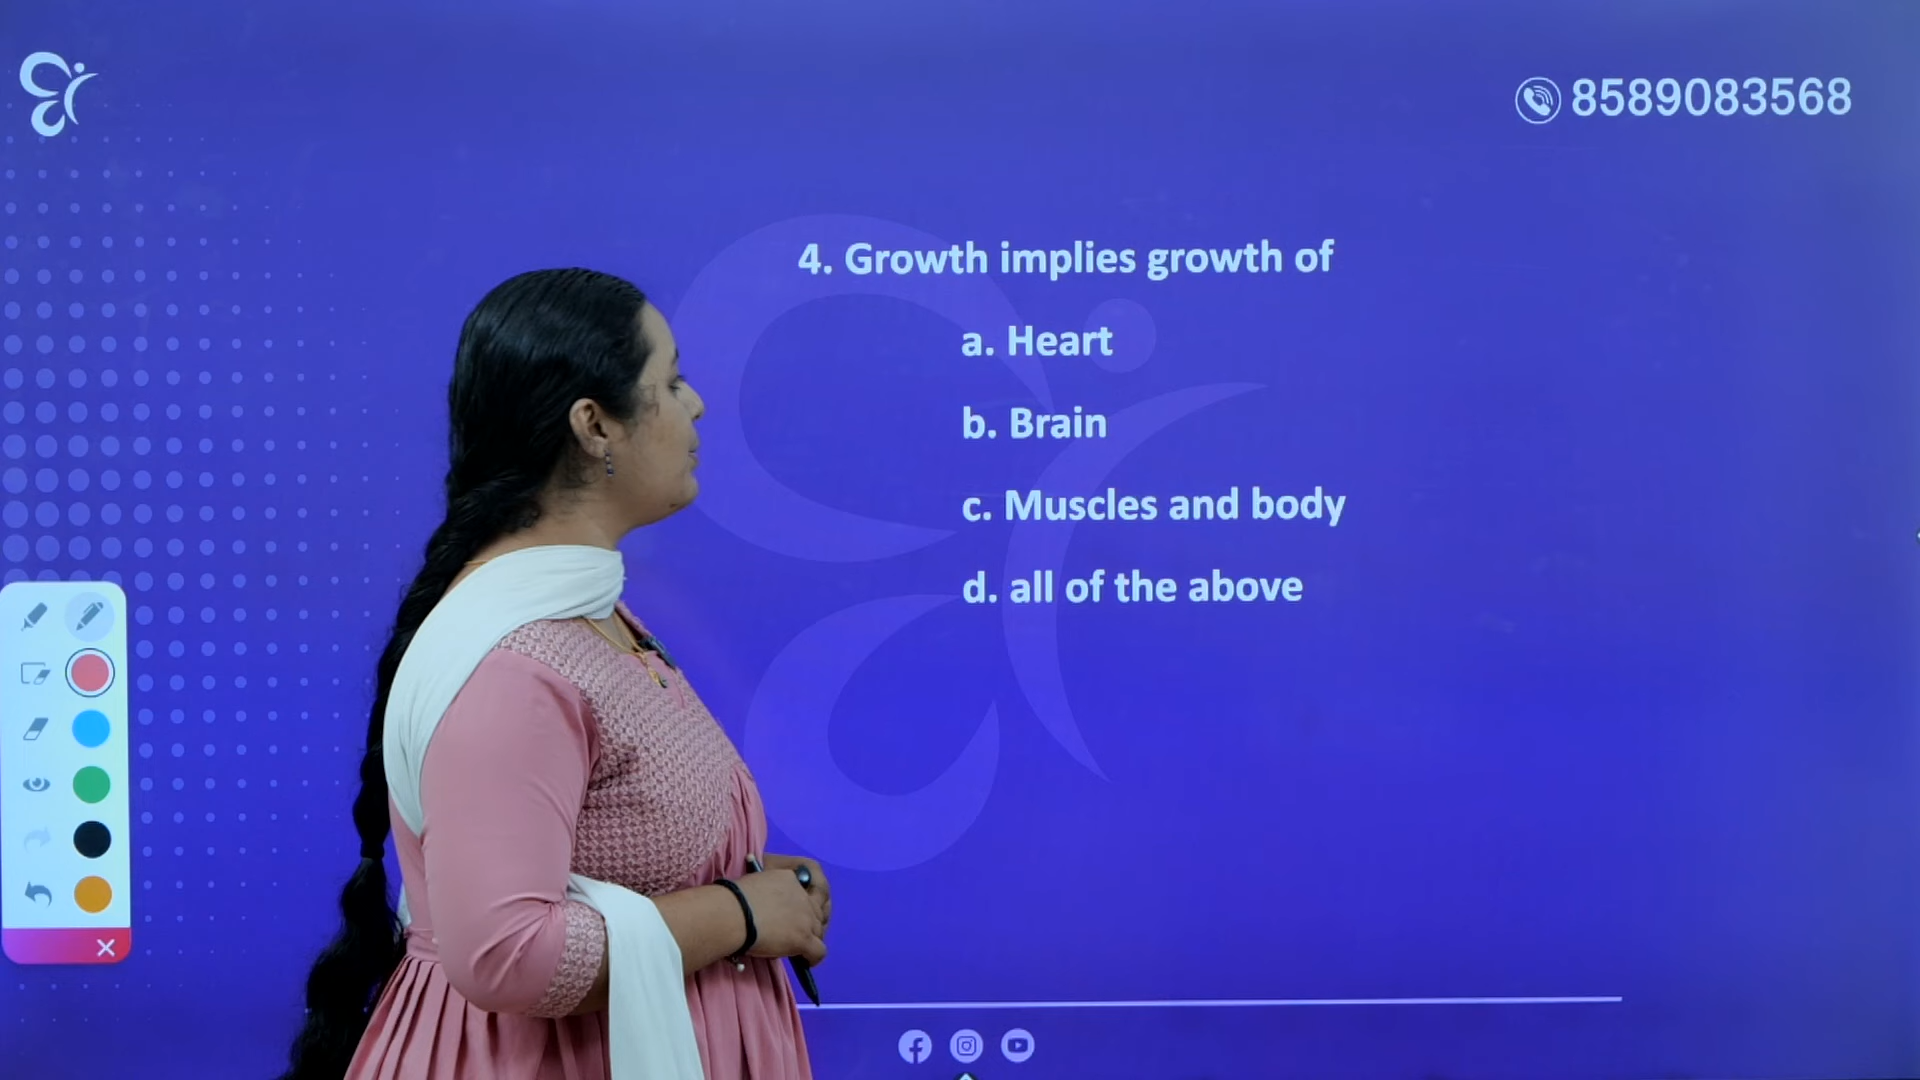 8589083568
4. Growth implies growth of
a. Heart
b. Brain
c. Muscles and body
d. all of the above